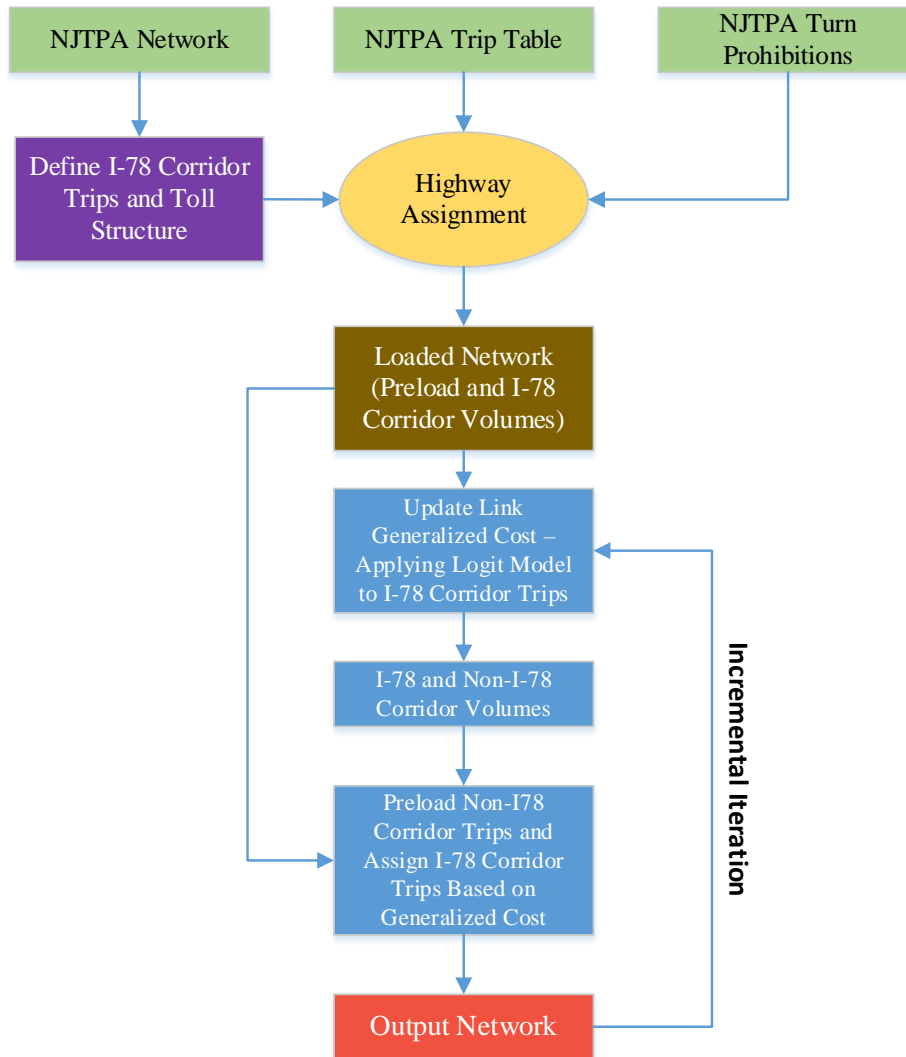 NJTPA Network
NJTPA Trip Table
NJTPA Turn
Prohibitions
Define I-78 Corridor
Trips and Toll
Structure
Highway
Assignment
Loaded Network
(Preload and I-78
Corridor Volumes)
Update Link
Generalized Cost –
Applying Logit Model
to I-78 Corridor Trips
I-78 and Non-I-78
Corridor Volumes
Preload Non-I78
Corridor Trips and
Assign I-78 Corridor
Trips Based on
Generalized Cost
Incremental Iteration
Output Network